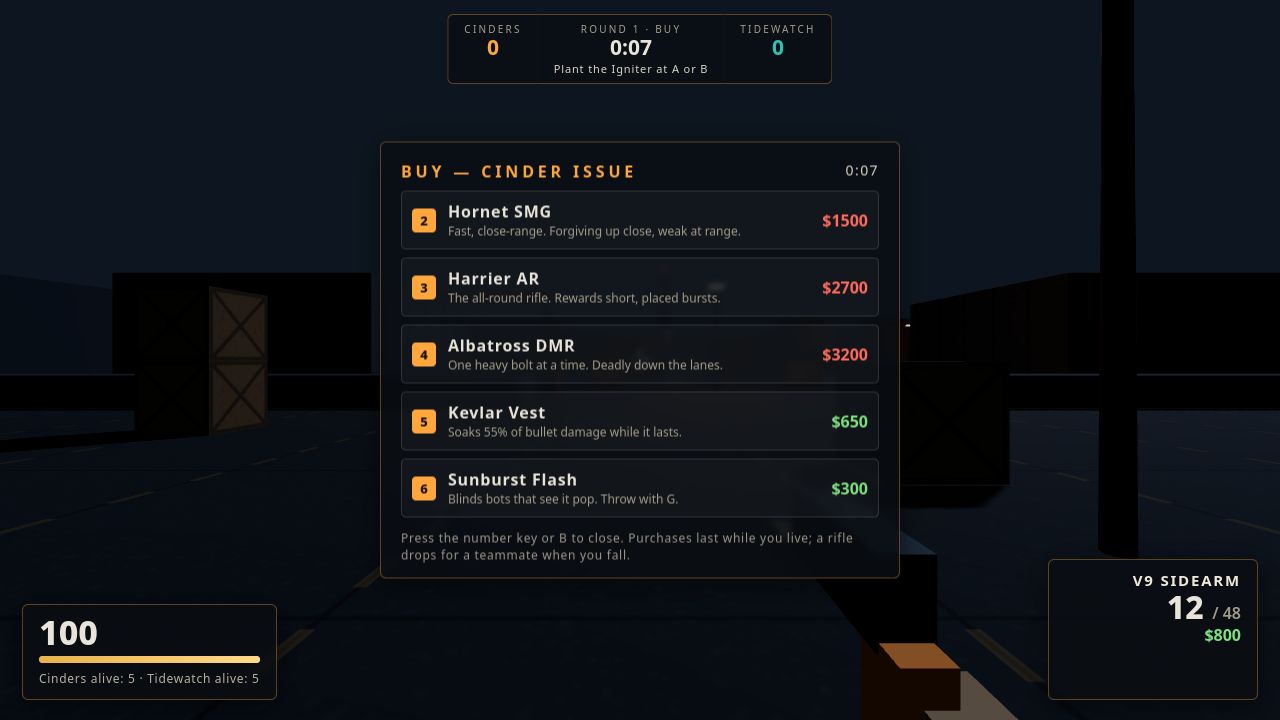 CINDERS
0
ROUND 1 · BUY
0:07
Plant the Igniter at A or B
TIDEWATCH
0
BUY — CINDER ISSUE
0:07
2
Hornet SMG
Fast, close-range. Forgiving up close, weak at range.
$1500
3
Harrier AR
The all-round rifle. Rewards short, placed bursts.
$2700
4
Albatross DMR
One heavy bolt at a time. Deadly down the lanes.
$3200
5
Kevlar Vest
Soaks 55% of bullet damage while it lasts.
$650
6
Sunburst Flash
Blinds bots that see it pop. Throw with G.
$300
Press the number key or B to close. Purchases last while you live; a rifle
drops for a teammate when you fall.
100
Cinders alive: 5 · Tidewatch alive: 5
V9 SIDEARM
12 / 48
$800